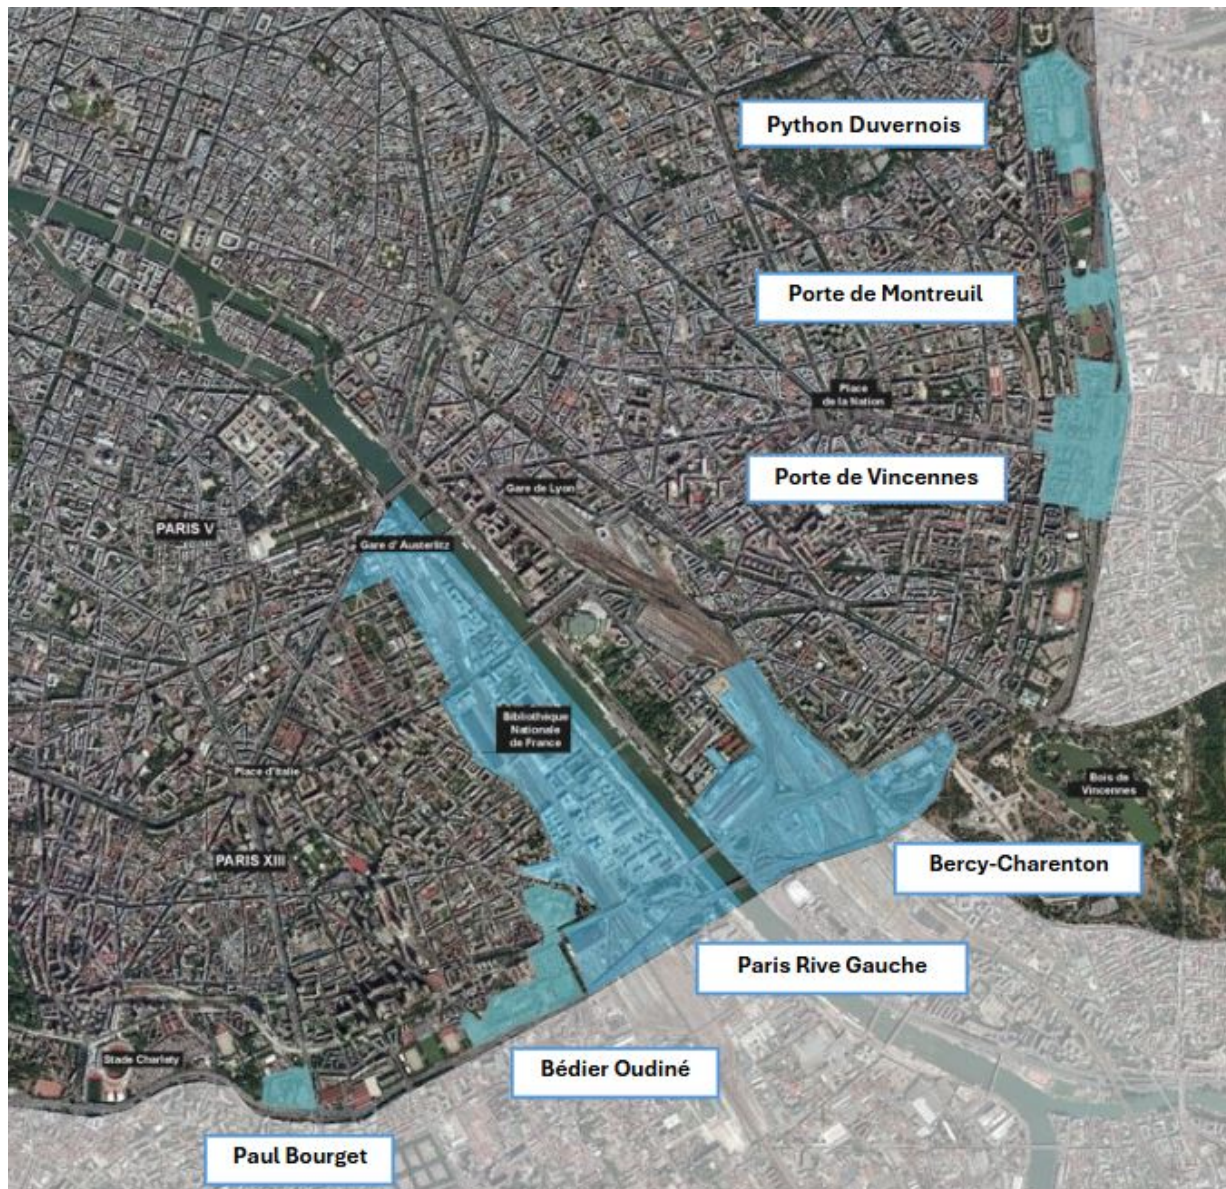 Python Duvernois
Porte de Montreuil
Place
de la Nation
Porte de Vincennes
Gare de Lyon
PARIS V
Gare d'Austerlitz
Bibliothèque
Nationale
de France
Place d'Italie
Bois de
Vincennes
PARIS XIII
Bercy-Charenton
Paris Rive Gauche
Stade Charlety
Bédier Oudiné
Paul Bourget